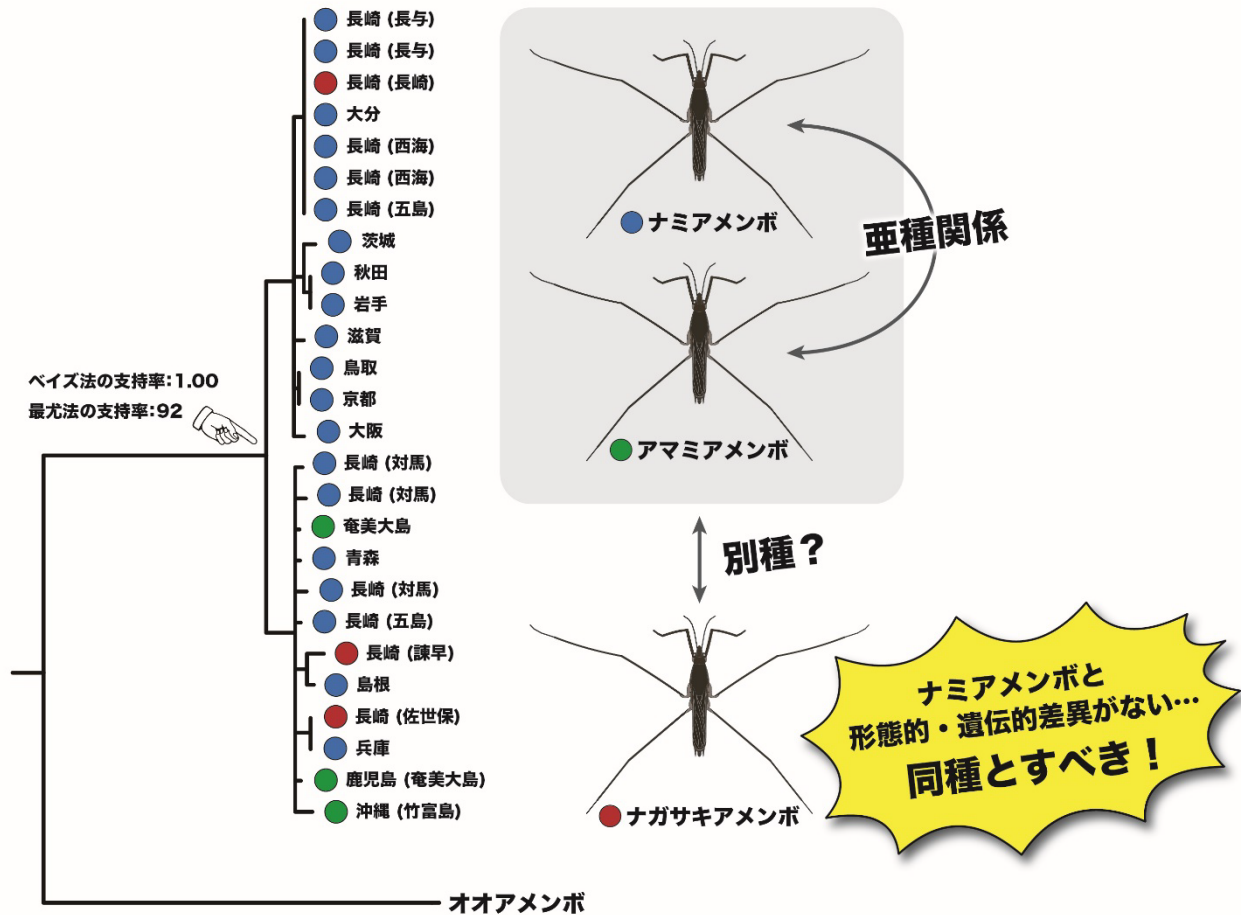 長崎 (長与)
長崎 (長与)
長崎 (長崎)
大分
長崎 (西海)
長崎 (西海)
長崎 (五島)
茨城
秋田
岩手
滋賀
鳥取
京都
大阪
長崎 (対馬)
長崎 (対馬)
奄美大島
青森
長崎 (対馬)
長崎 (五島)
長崎 (諫早)
島根
長崎 (佐世保)
兵庫
鹿児島 (奄美大島)
沖縄 (竹富島)
オオアメンボ
ベイズ法の支持率:1.00
最尤法の支持率:92
ナミアメンボ
亜種関係
アマミアメンボ
別種？
ナガサキアメンボ
ナミアメンボと
形態的・遺伝的差異がない…
同種とすべき！